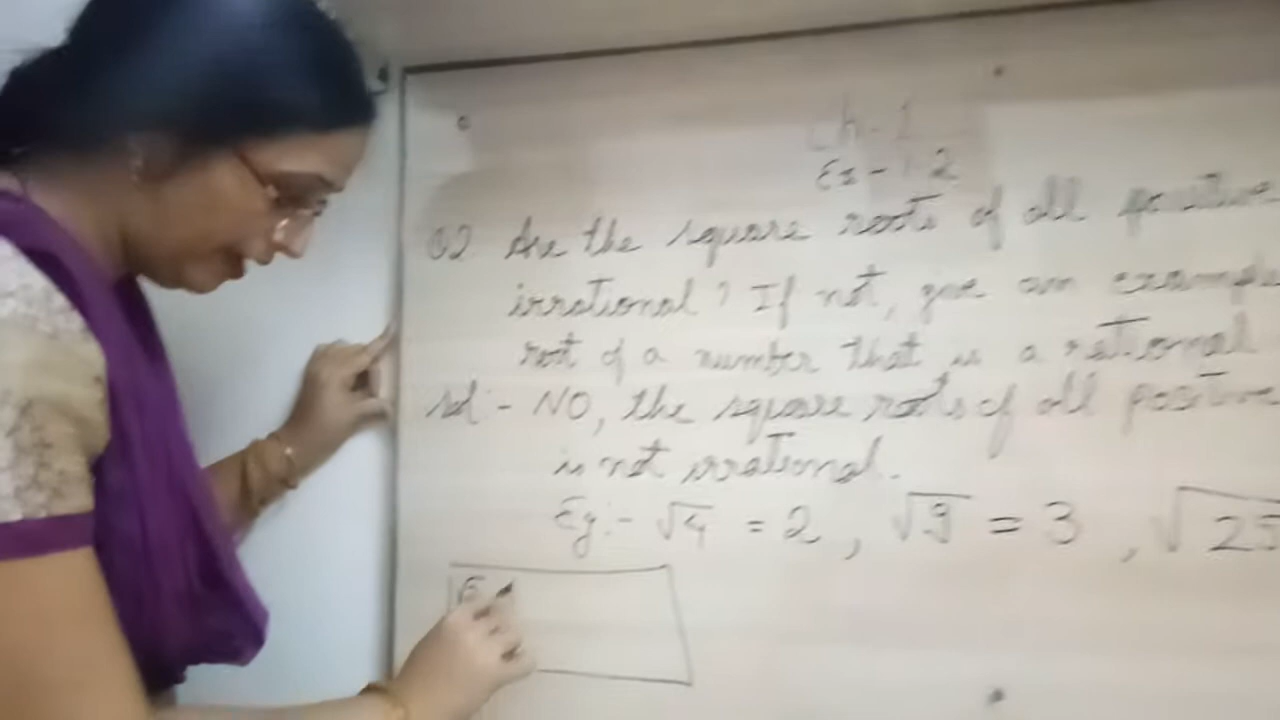 Ch - 1
Ex - 1.2
Q2 Are the square roots of all positive
irrational? If not, give an example
root of a number that is a rational
Sol:- NO, the square roots of all positive
is not irrational.
Eg:- √4 = 2, √9 = 3, √25